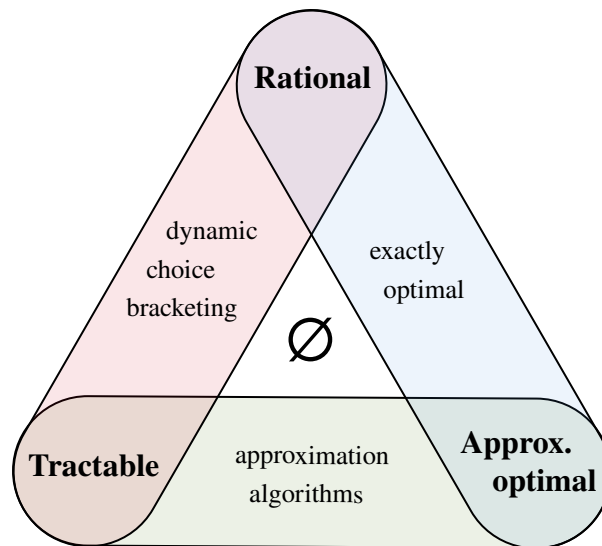 Rational
dynamic
choice
bracketing
exactly
optimal
∅
Tractable
approximation
algorithms
Approx.
optimal